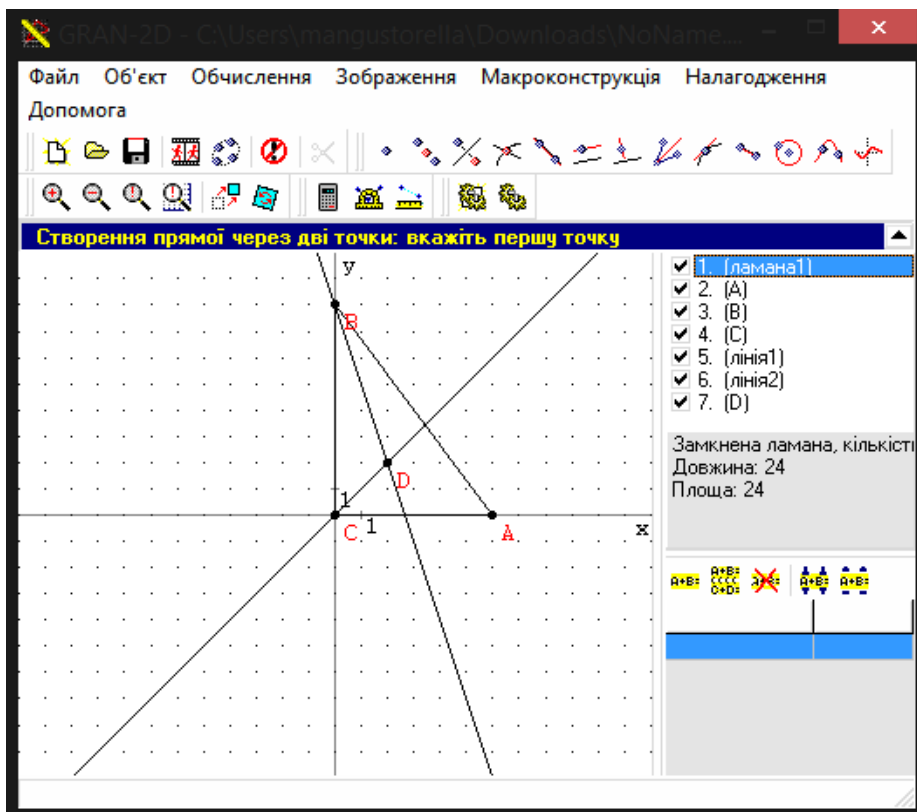 GRAN-2D - C:\Users\mangustorella\Downloads\NoName....
Файл Об'єкт Обчислення Зображення Макроконструкція Налагодження
Допомога
Створення прямої через дві точки: вкажіть першу точку
y
B
D
1
C 1 A x
1. (ламана1)
2. (A)
3. (B)
4. (C)
5. (лінія1)
6. (лінія2)
7. (D)
Замкнена ламана, кількісті
Довжина: 24
Площа: 24
A+B= A+B= CCCC C+D= A+B= A+B= A+B=